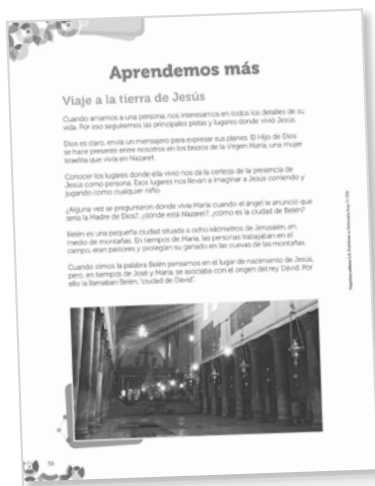 Aprendemos más
Viaje a la tierra de Jesús
Cuando amamos a una persona, nos interesamos en todos los detalles de su
vida. Por eso seguiremos las principales pistas y lugares donde vivió Jesús.
Dios es claro, envía un mensajero para expresar sus planes. El Hijo de Dios
se hace presente entre nosotros en los brazos de la Virgen María, una mujer
israelita que vivía en Nazaret.
Conocer los lugares donde ella vivió nos da la certeza de la presencia de
Jesús como persona. Esos lugares nos llevan a imaginar a Jesús comiendo y
jugando como cualquier niño.
¿Alguna vez se preguntaron donde vivía María cuando el ángel le anunció que
sería la Madre de Dios?, ¿dónde está Nazaret?, ¿cómo es la ciudad de Belén?
Belén es una pequeña ciudad situada a ocho kilómetros de Jerusalén, en
medio de montañas. En tiempos de María, las personas trabajaban en el
campo, eran pastores y protegían su ganado en las cuevas de las montañas.
Cuando oímos la palabra Belén pensamos en el lugar de nacimiento de Jesús,
pero, en tiempos de José y María, se asociaba con el origen del rey David. Por
ello la llamaban Belén, "ciudad de David".